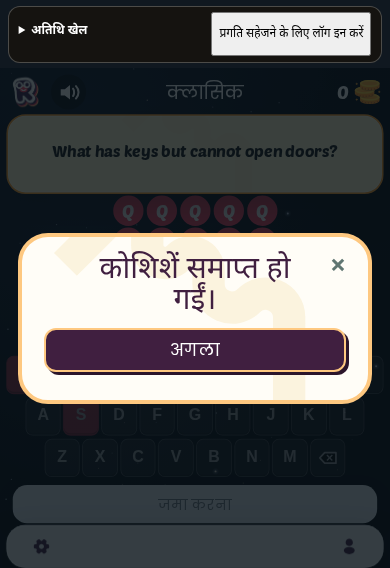 ▶ अतिथि खेल
प्रगति सहेजने के लिए लॉग इन करें
क्लासिक
0
What has keys but cannot open doors?
Q Q Q Q Q
कोशिशें समाप्त हो
गईं।
×
अगला
A S D F G H J K L
Z X C V B N M
जमा करना